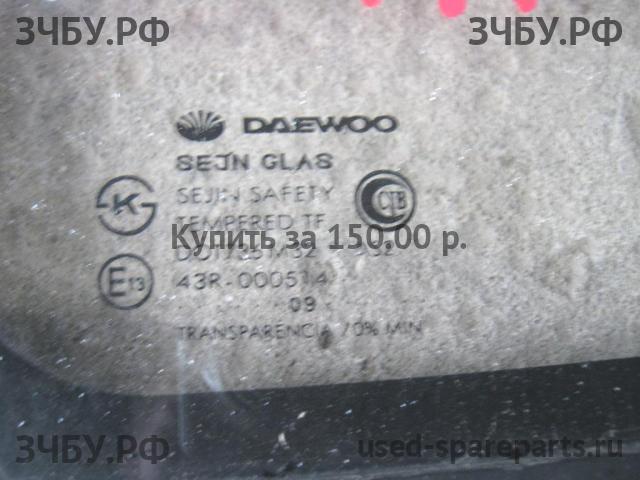 ЗЧБУ.РФ ЗЧБУ.РФ
DAEWOO
SEJN GLAS
SEJIN SAFETY
K CIB
TEMPERED TF
Купить за 150.00 р.
E13 43R-000514
09
TRANSPARENCIA 70% MIN
ЗЧБУ.РФ used-spareparts.ru